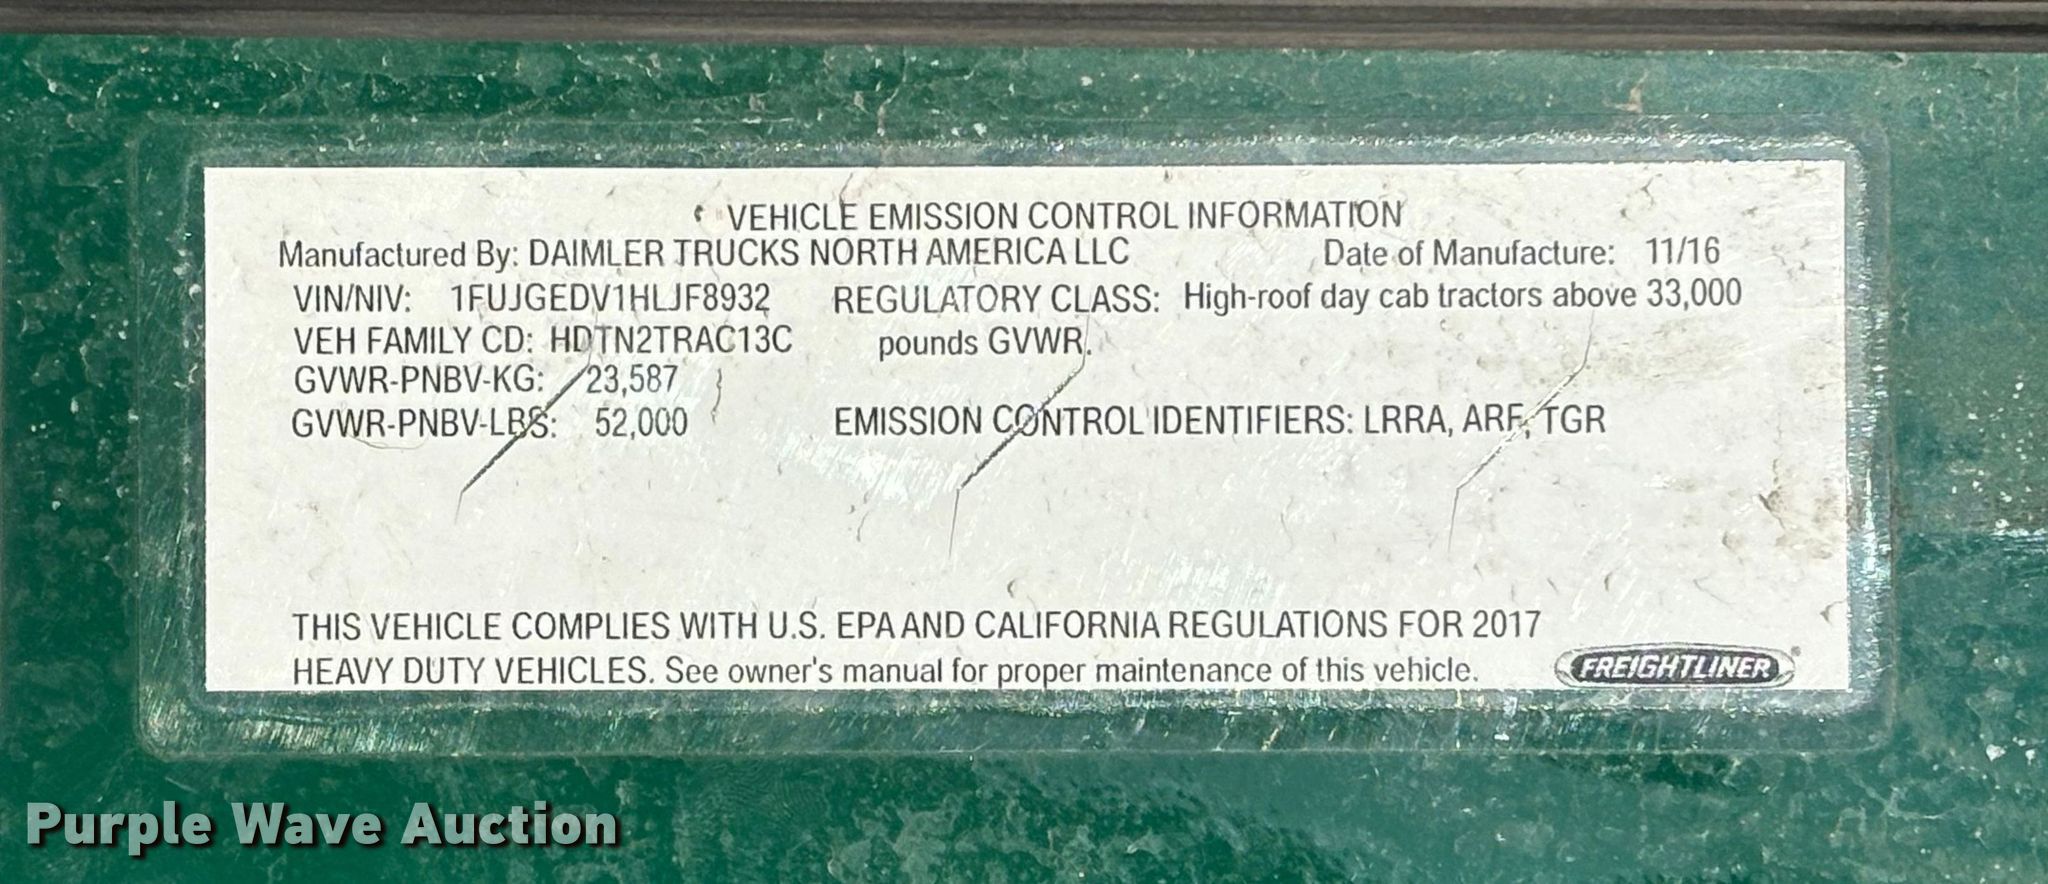 VEHICLE EMISSION CONTROL INFORMATION
Manufactured By: DAIMLER TRUCKS NORTH AMERICA LLC Date of Manufacture: 11/16
VIN/NIV: 1FUJGEDV1HLJF8932 REGULATORY CLASS: High-roof day cab tractors above 33,000
VEH FAMILY CD: HDTN2TRAC13C pounds GVWR.
GVWR-PNBV-KG: 23,587
GVWR-PNBV-LBS: 52,000 EMISSION CONTROL IDENTIFIERS: LRRA, ARF, TGR
THIS VEHICLE COMPLIES WITH U.S. EPA AND CALIFORNIA REGULATIONS FOR 2017
HEAVY DUTY VEHICLES. See owner's manual for proper maintenance of this vehicle.
FREIGHTLINER®
Purple Wave Auction